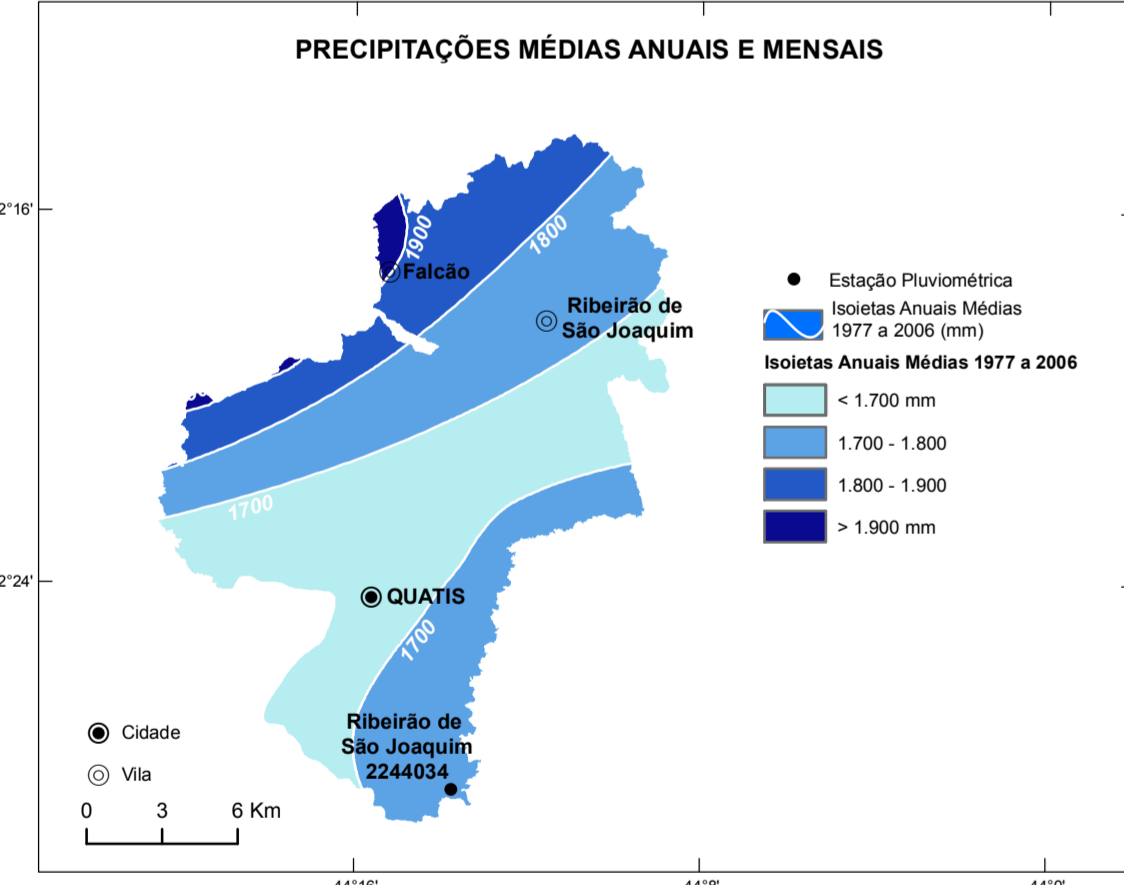 PRECIPITAÇÕES MÉDIAS ANUAIS E MENSAIS
2°16'
1900
1800
Falcão
Ribeirão de
São Joaquim
Estação Pluviométrica
Isoietas Anuais Médias
1977 a 2006 (mm)
Isoietas Anuais Médias 1977 a 2006
< 1.700 mm
1.700 - 1.800
1.800 - 1.900
> 1.900 mm
1700
2°24'
QUATIS
1700
Ribeirão de
São Joaquim
2244034
Cidade
Vila
0 3 6 Km